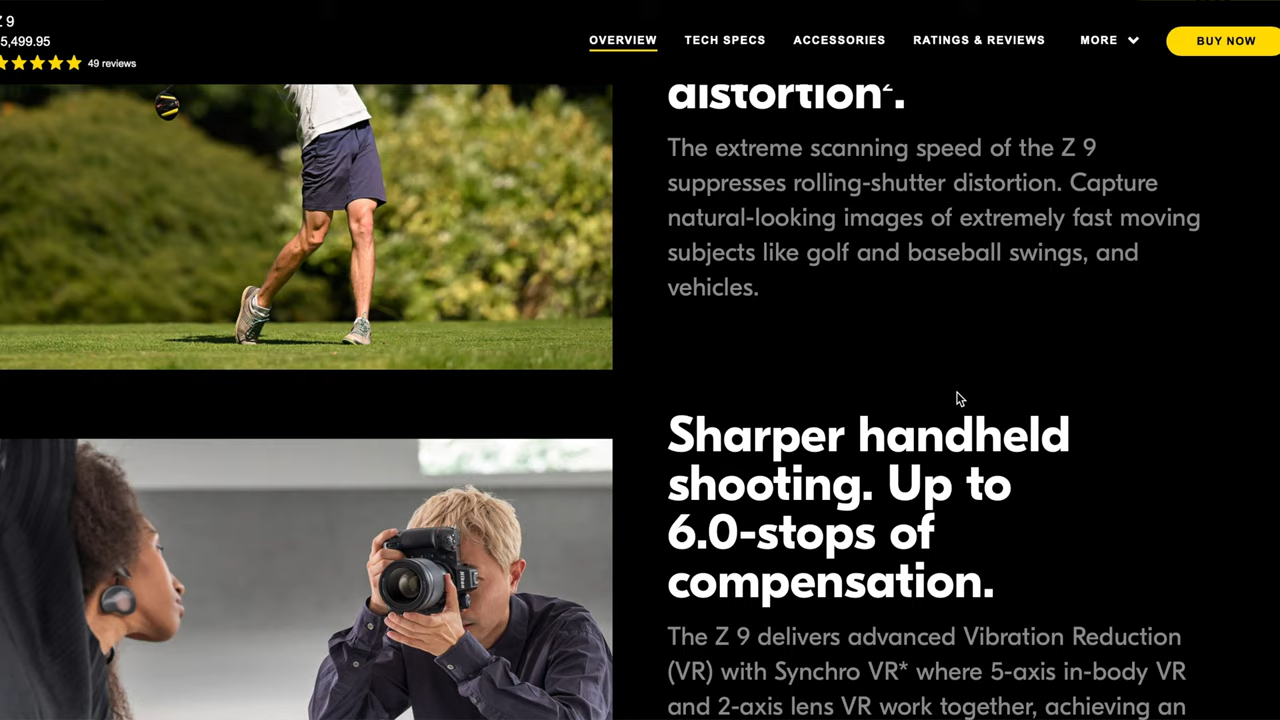 Z 9
5,499.95
49 reviews
OVERVIEW
TECH SPECS
ACCESSORIES
RATINGS & REVIEWS
MORE
BUY NOW
distortion².
The extreme scanning speed of the Z 9
suppresses rolling-shutter distortion. Capture
natural-looking images of extremely fast moving
subjects like golf and baseball swings, and
vehicles.
Sharper handheld
shooting. Up to
6.0-stops of
compensation.
The Z 9 delivers advanced Vibration Reduction
(VR) with Synchro VR* where 5-axis in-body VR
and 2-axis lens VR work together, achieving an